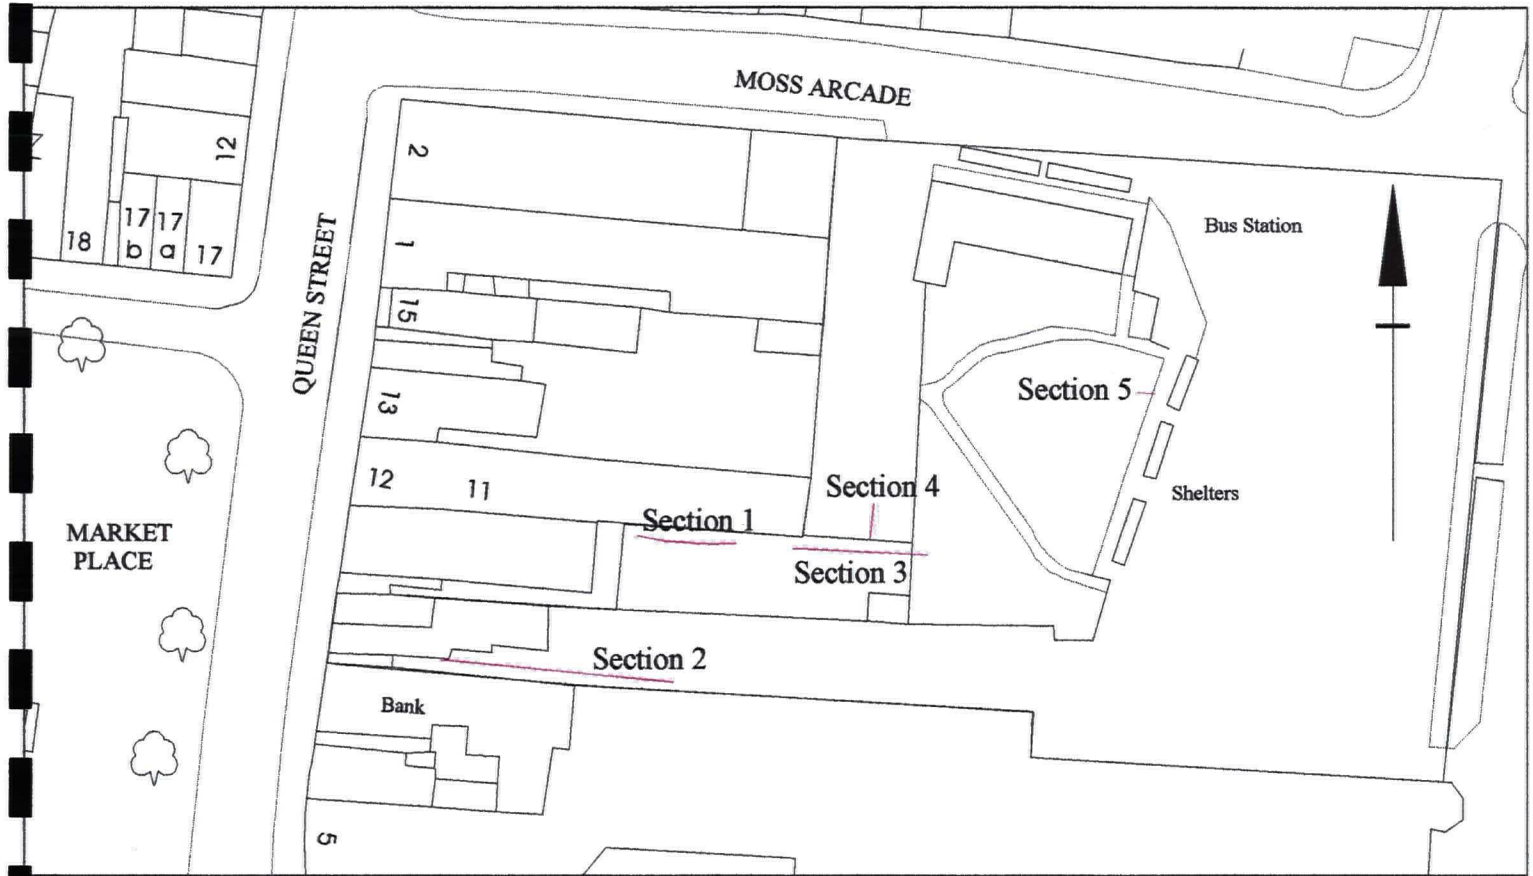 MOSS ARCADE
12
2
18
17
b
17
a
17
1
15
QUEEN STREET
Bus Station
13
Section 5
12
11
Section 4
Shelters
Section 1
MARKET
PLACE
Section 3
Section 2
Bank
5